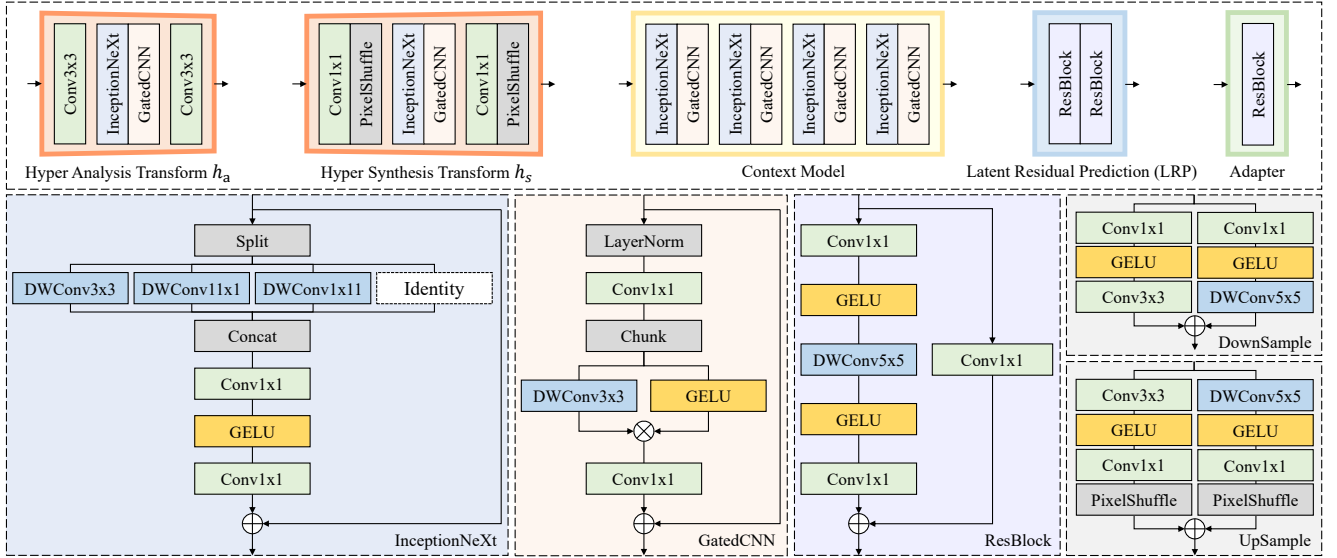 Conv3x3
InceptionNeXt
GatedCNN
Conv3x3
Hyper Analysis Transform hₐ
Conv1x1
PixelShuffle
InceptionNeXt
GatedCNN
Conv1x1
PixelShuffle
Hyper Synthesis Transform hₛ
InceptionNeXt
GatedCNN
InceptionNeXt
GatedCNN
InceptionNeXt
GatedCNN
InceptionNeXt
GatedCNN
Context Model
ResBlock
ResBlock
Latent Residual Prediction (LRP)
ResBlock
Adapter
Split
DWConv3x3 DWConv11x1 DWConv1x11 Identity
Concat
Conv1x1
GELU
Conv1x1
InceptionNeXt
LayerNorm
Conv1x1
Chunk
DWConv3x3 GELU
Conv1x1
GatedCNN
Conv1x1
GELU
DWConv5x5 Conv1x1
GELU
Conv1x1
ResBlock
Conv1x1 Conv1x1
GELU GELU
Conv3x3 DWConv5x5
DownSample
Conv3x3 DWConv5x5
GELU GELU
Conv1x1 Conv1x1
PixelShuffle PixelShuffle
UpSample